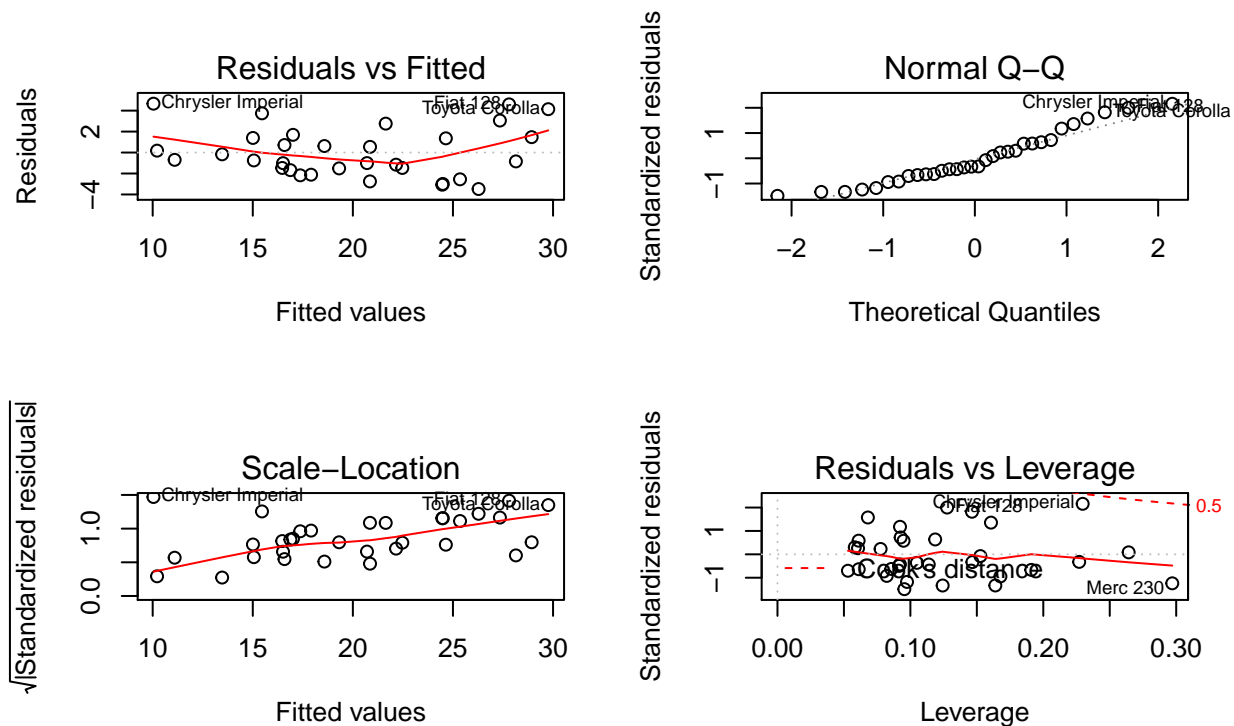 Residuals vs Fitted
Residuals
2
−4
Chrysler Imperial
Fiat 128
Toyota Corolla
10 15 20 25 30
Fitted values
Normal Q−Q
Standardized residuals
1
−1
Chrysler Imperial
Fiat 128
Toyota Corolla
−2 −1 0 1 2
Theoretical Quantiles
Scale−Location
√|Standardized residuals|
1.0
0.0
Chrysler Imperial
Fiat 128
Toyota Corolla
10 15 20 25 30
Fitted values
Residuals vs Leverage
Standardized residuals
1
−1
Chrysler Imperial
Fiat 128
0.5
Cook's distance
Merc 230
0.00 0.10 0.20 0.30
Leverage